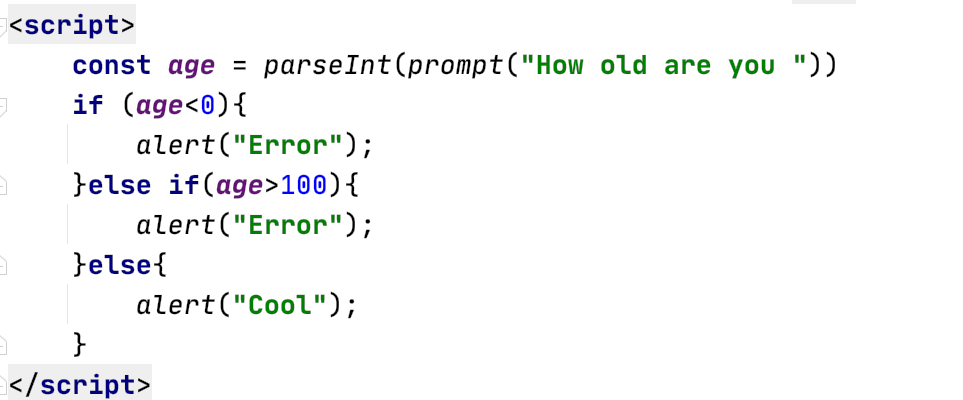 <script>
    const age = parseInt(prompt("How old are you "))
    if (age<0){
        alert("Error");
    }else if(age>100){
        alert("Error");
    }else{
        alert("Cool");
    }
</script>